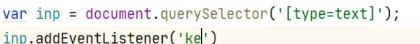 var inp = document.querySelector('[type=text]');
inp.addEventListener('ke')